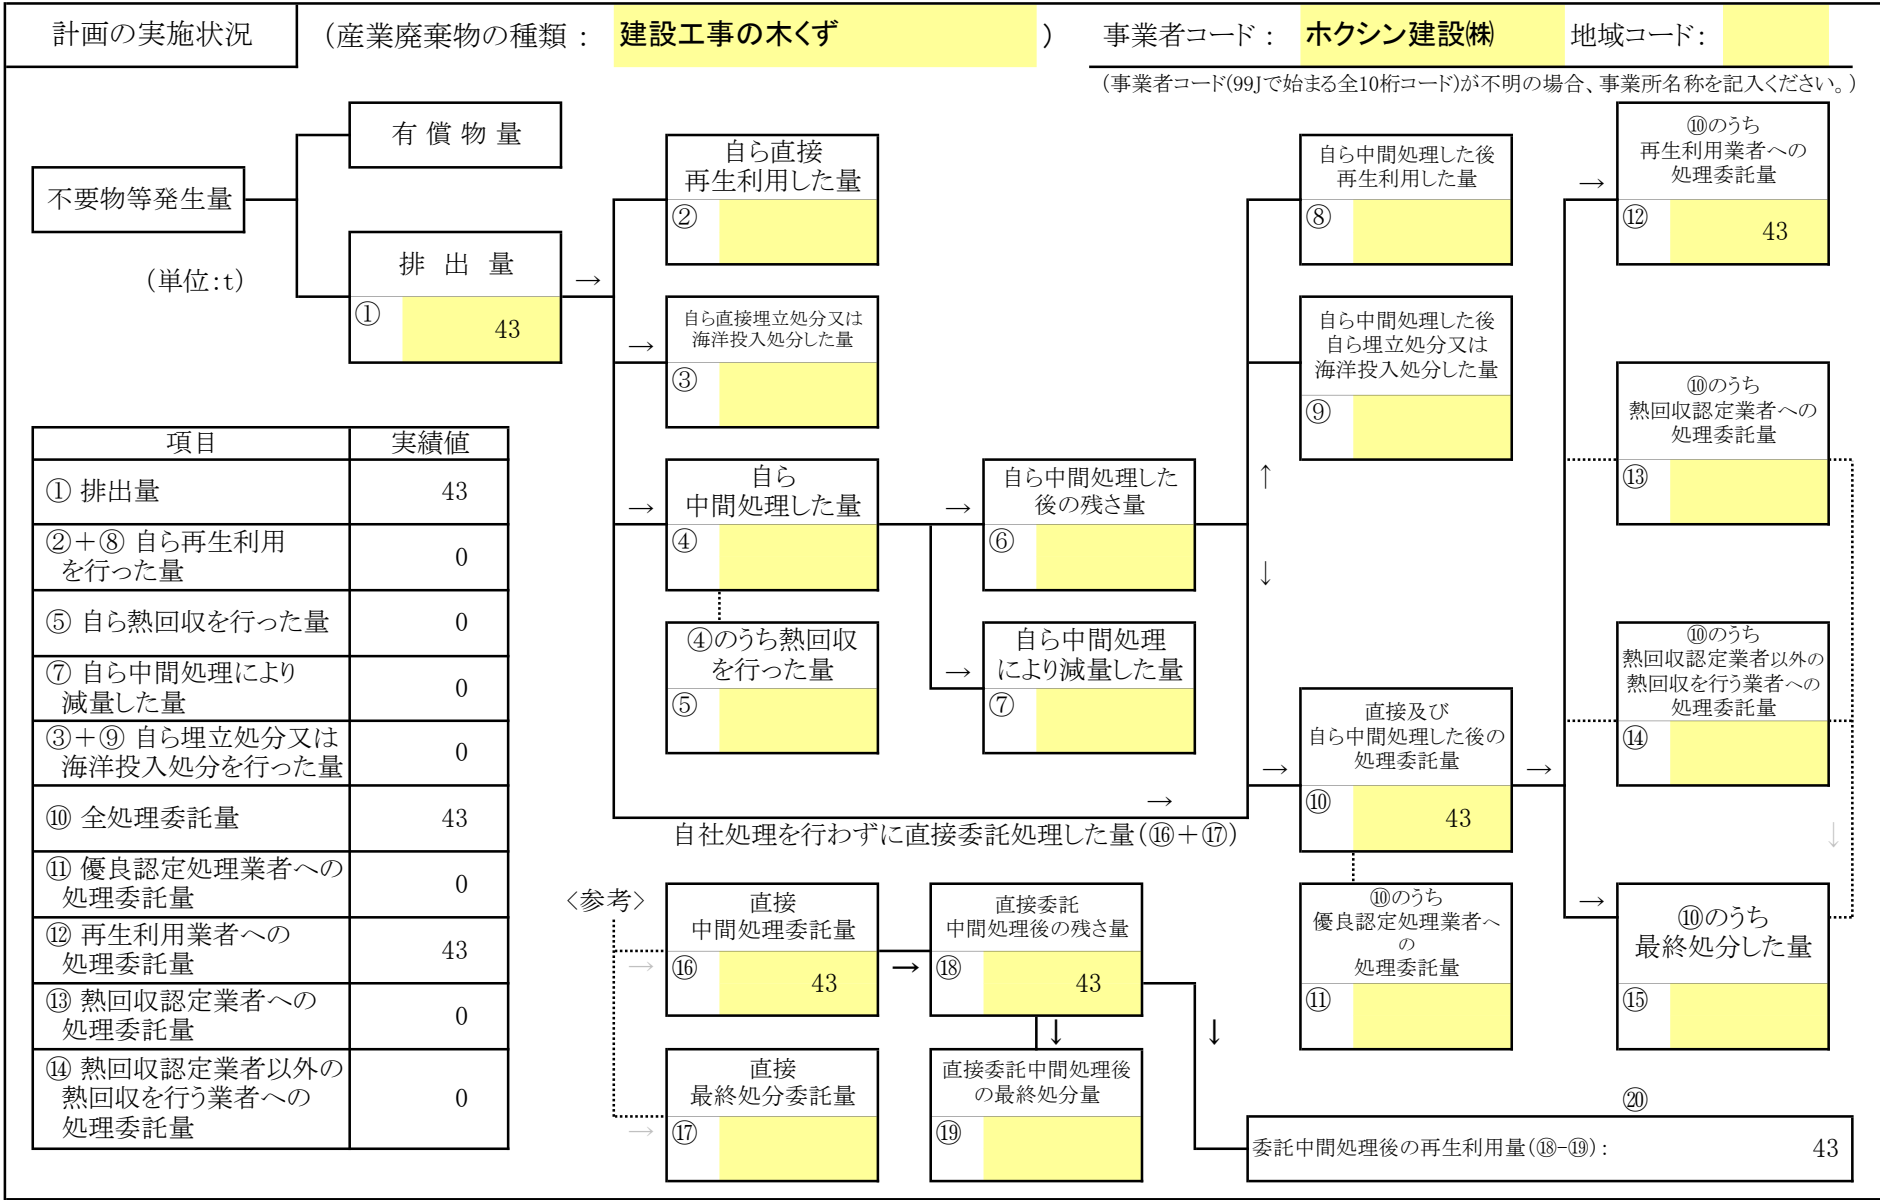 計画の実施状況
（産業廃棄物の種類： 建設工事の木くず ）
事業者コード： ホクシン建設㈱ 地域コード：
（事業者コード(99Jで始まる全10桁コード)が不明の場合、事業所名称を記入ください。）
不要物等発生量
（単位:t）
有償物量
排出量
→
① 43
自ら直接
再生利用した量
②
→
自ら直接埋立処分又は
海洋投入処分した量
③
→
自ら
中間処理した量
④
④のうち熱回収
を行った量
⑤
→
自ら中間処理した
後の残さ量
⑥
→
自ら中間処理
により減量した量
⑦
自ら中間処理した後
再生利用した量
⑧
自ら中間処理した後
自ら埋立処分又は
海洋投入処分した量
⑨
↑
↓
→
直接及び
自ら中間処理した後の
処理委託量
⑩ 43
→
→
自社処理を行わずに直接委託処理した量(⑯＋⑰)
⑩のうち
優良認定処理業者へ
の
処理委託量
⑪
→
⑩のうち
再生利用業者への
処理委託量
⑫ 43
⑩のうち
熱回収認定業者への
処理委託量
⑬
⑩のうち
熱回収認定業者以外の
熱回収を行う業者への
処理委託量
⑭
↓
→
⑩のうち
最終処分した量
⑮
項目 実績値
① 排出量 43
②＋⑧ 自ら再生利用
を行った量 0
⑤ 自ら熱回収を行った量 0
⑦ 自ら中間処理により
減量した量 0
③＋⑨ 自ら埋立処分又は
海洋投入処分を行った量 0
⑩ 全処理委託量 43
⑪ 優良認定処理業者への
処理委託量 0
⑫ 再生利用業者への
処理委託量 43
⑬ 熱回収認定業者への
処理委託量 0
⑭ 熱回収認定業者以外の
熱回収を行う業者への
処理委託量 0
〈参考〉
→
直接
中間処理委託量
⑯ 43
→
直接委託
中間処理後の残さ量
⑱ 43
↓
↓
→
直接
最終処分委託量
⑰
直接委託中間処理後
の最終処分量
⑲
⑳
委託中間処理後の再生利用量(⑱-⑲)： 43